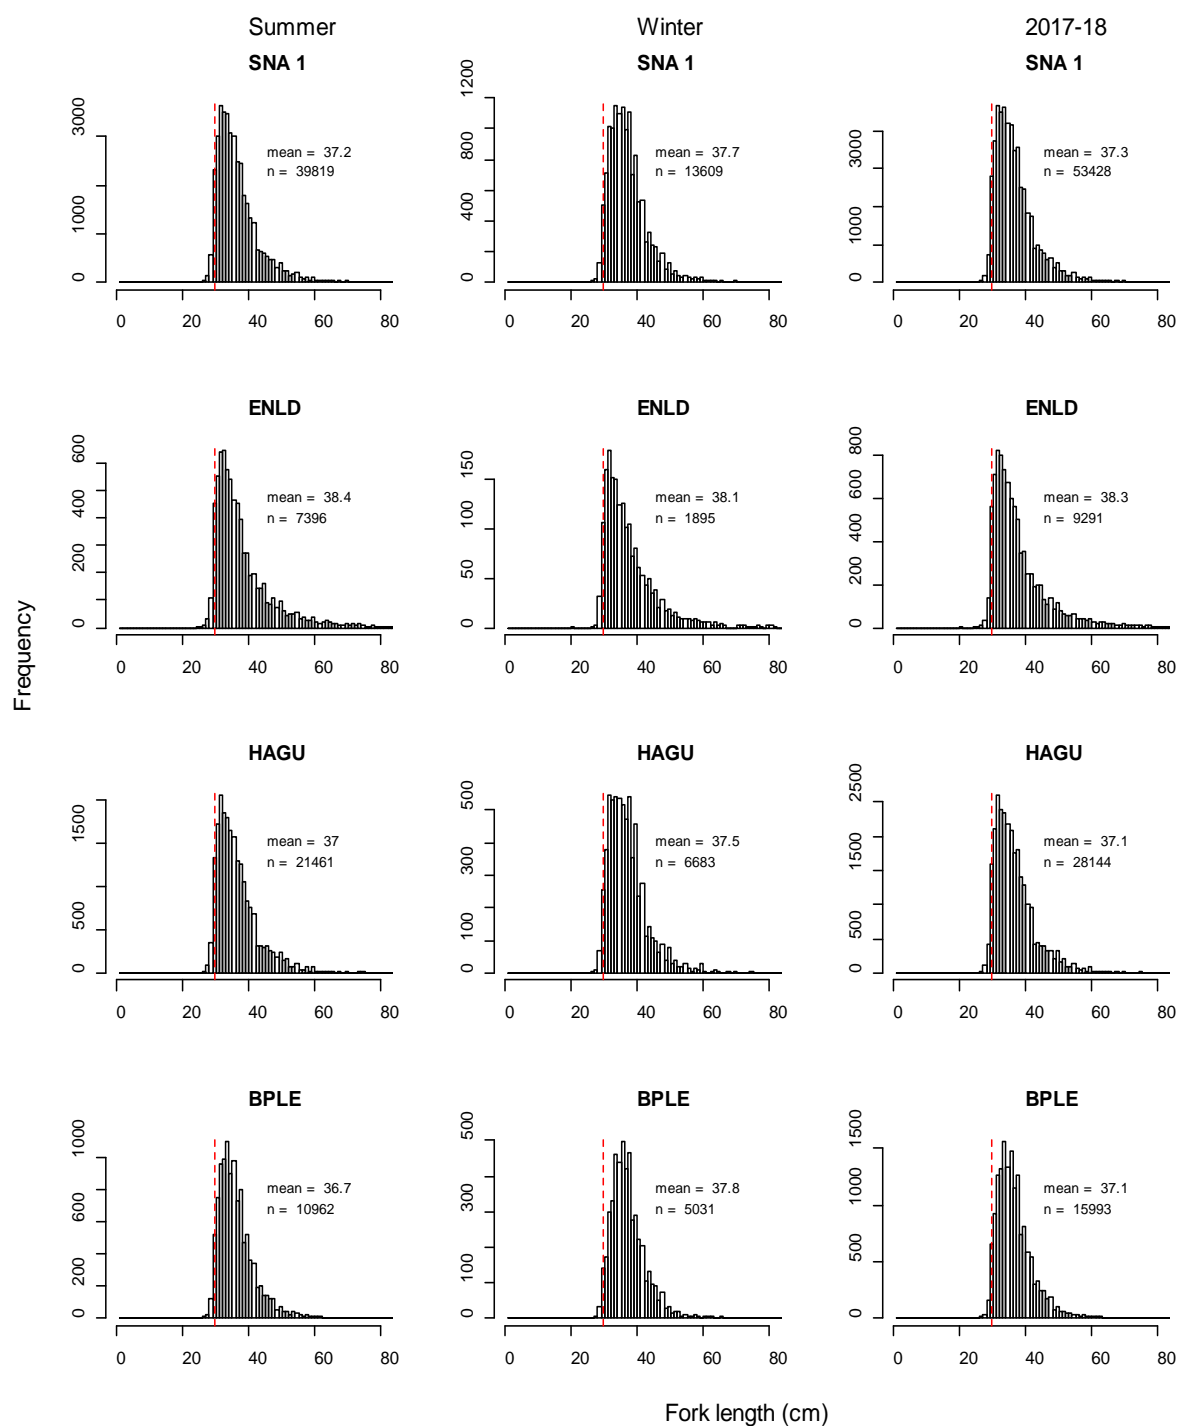 Summer Winter 2017-18
SNA 1 SNA 1 SNA 1
3000 1000 0
mean = 37.2
n = 39819
0 20 40 60 80
1200 800 400 0
mean = 37.7
n = 13609
0 20 40 60 80
3000 1000 0
mean = 37.3
n = 53428
0 20 40 60 80
ENLD ENLD ENLD
600 400 200 0
mean = 38.4
n = 7396
0 20 40 60 80
150 100 50 0
mean = 38.1
n = 1895
0 20 40 60 80
800 600 400 200 0
mean = 38.3
n = 9291
0 20 40 60 80
Frequency
HAGU HAGU HAGU
1500 500 0
mean = 37
n = 21461
0 20 40 60 80
500 300 100 0
mean = 37.5
n = 6683
0 20 40 60 80
2500 1500 500 0
mean = 37.1
n = 28144
0 20 40 60 80
BPLE BPLE BPLE
1000 600 200 0
mean = 36.7
n = 10962
0 20 40 60 80
500 300 100 0
mean = 37.8
n = 5031
0 20 40 60 80
1500 1000 500 0
mean = 37.1
n = 15993
0 20 40 60 80
Fork length (cm)